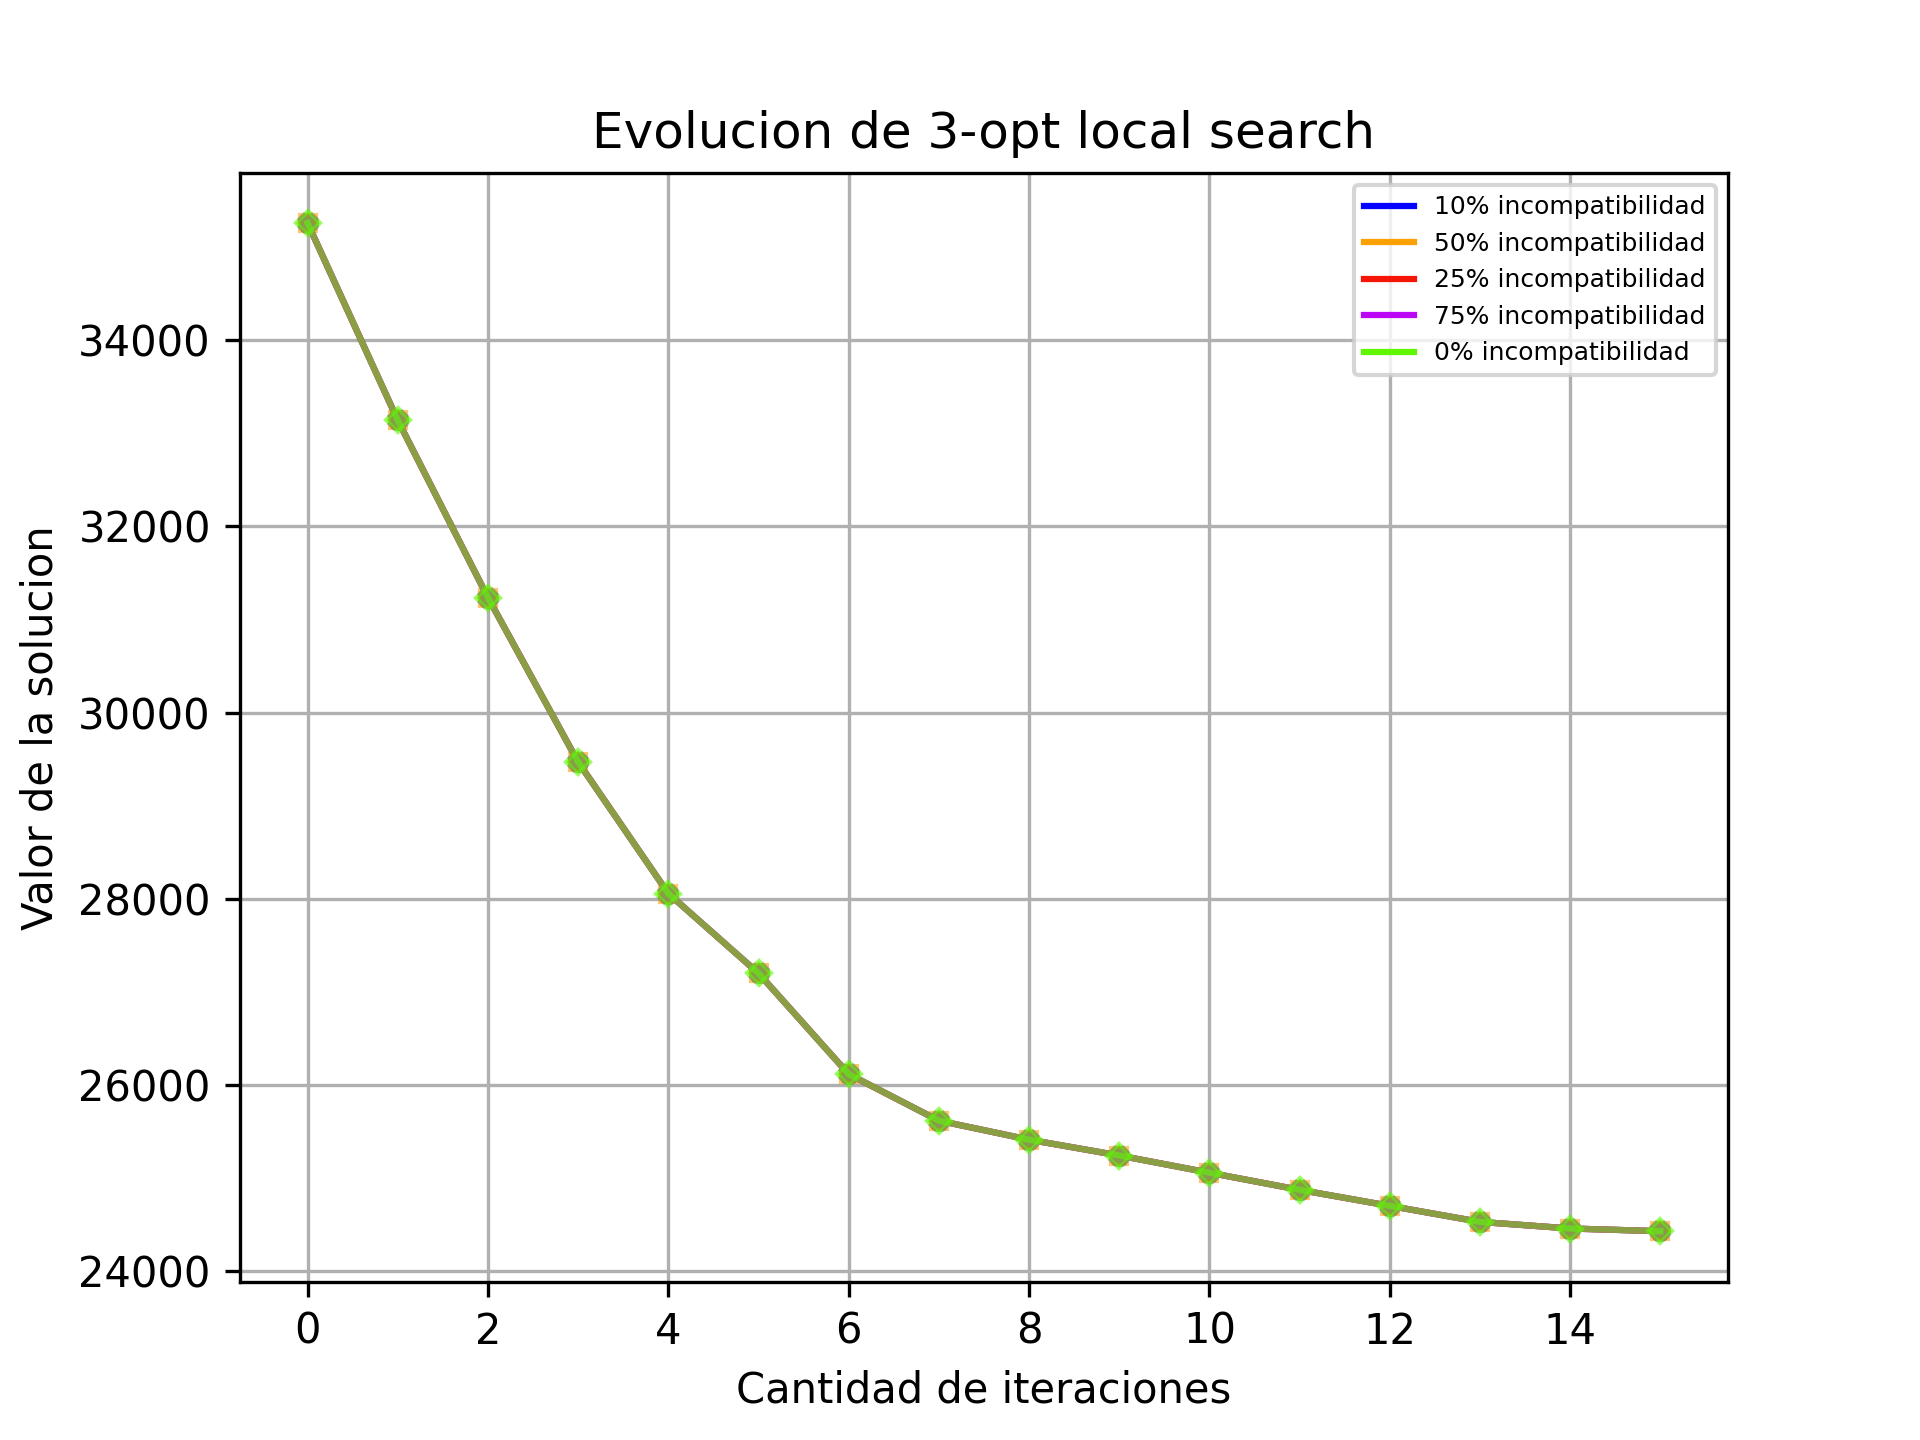 Evolucion de 3-opt local search
10% incompatibilidad
50% incompatibilidad
25% incompatibilidad
75% incompatibilidad
0% incompatibilidad
Valor de la solucion
34000
32000
30000
28000
26000
24000
0 2 4 6 8 10 12 14
Cantidad de iteraciones